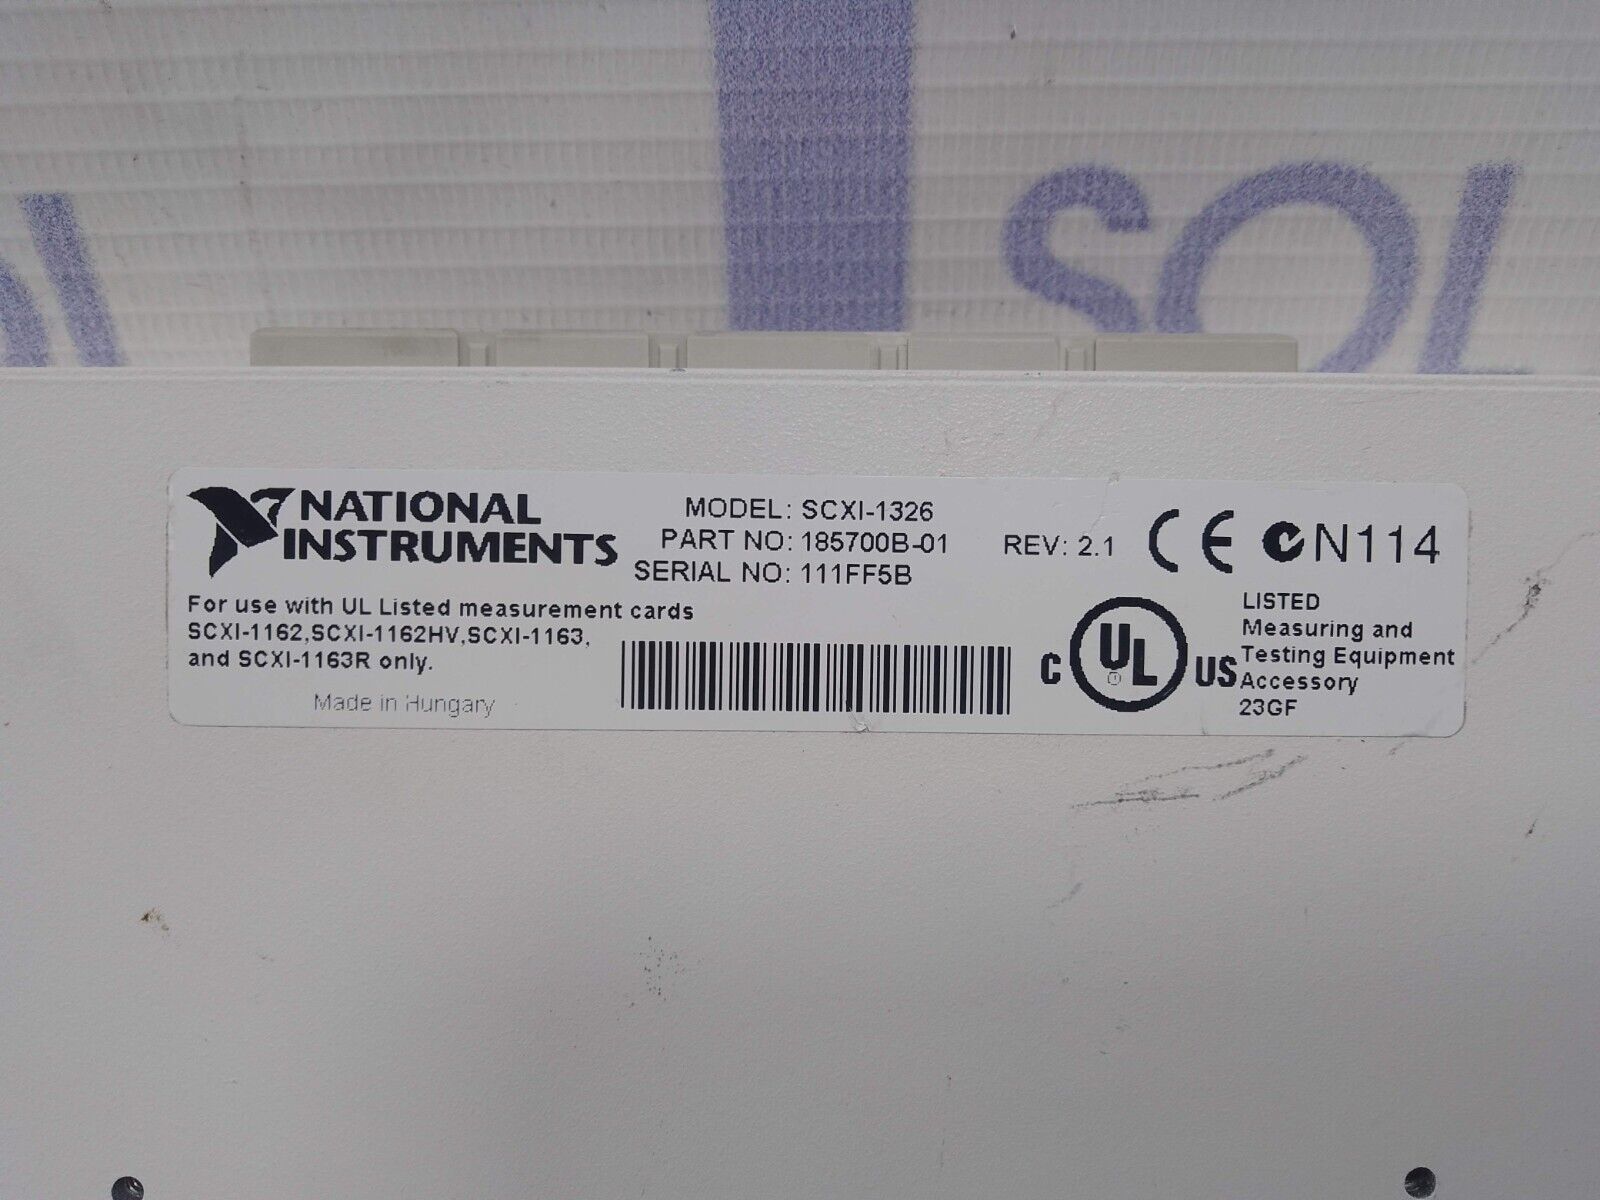 SOL
NATIONAL
INSTRUMENTS
MODEL: SCXI-1326
PART NO: 185700B-01
SERIAL NO: 111FF5B
REV: 2.1
CE
N114
For use with UL Listed measurement cards
SCXI-1162,SCXI-1162HV,SCXI-1163,
and SCXI-1163R only.
Made in Hungary
C UL US
LISTED
Measuring and
Testing Equipment
Accessory
23GF